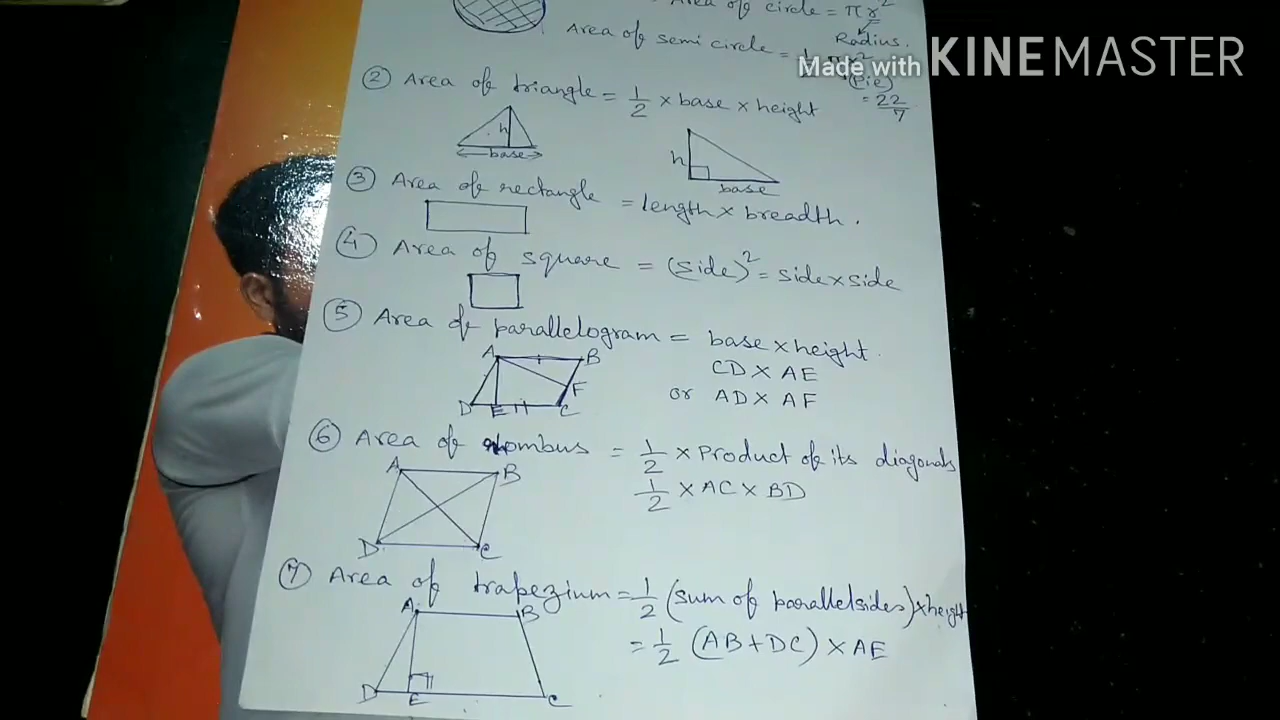 Area of circle = πr²
Radius.
Area of semi circle = 1/2 πr²
(Pie)
= 22/7
Made with KINEMASTER
② Area of triangle = 1/2 × base × height
h
base
h
base
③ Area of rectangle = length × breadth.
④ Area of square = (side)² = side × side
⑤ Area of parallelogram = base × height.
A B
CD × AE
F
or AD × AF
D E C
⑥ Area of rhombus = 1/2 × Product of its diagonals
A B
1/2 × AC × BD
D C
⑦ Area of trapezium = 1/2 (sum of parallelsides) × height
A B
= 1/2 (AB + DC) × AE
D E C